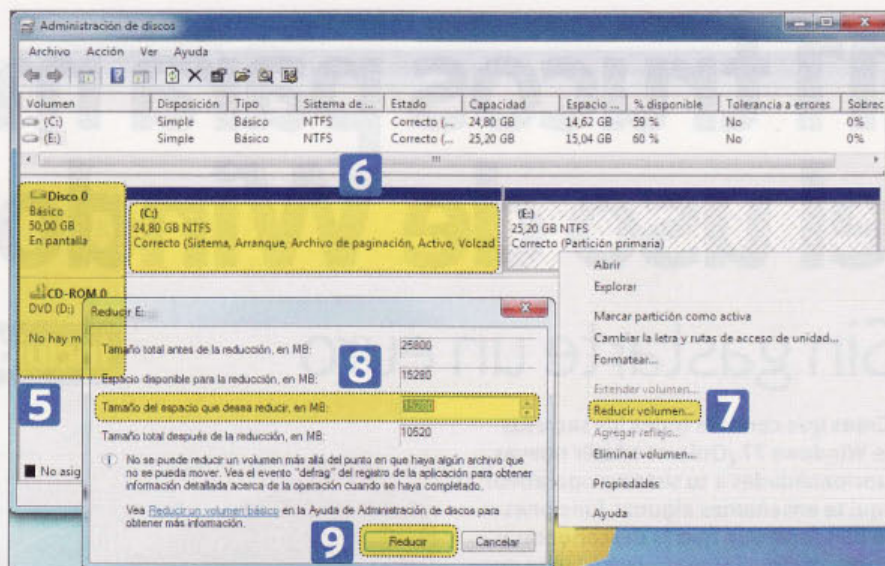 Administración de discos
Archivo Acción Ver Ayuda
Volumen Disposición Tipo Sistema de ... Estado Capacidad Espacio ... % disponible Tolerancia a errores Sobrec
(C:) Simple Básico NTFS Correcto (... 24,80 GB 14,62 GB 59 % No 0%
(E:) Simple Básico NTFS Correcto (... 25,20 GB 15,04 GB 60 % No 0%
6
Disco 0
Básico
50,00 GB
En pantalla
(C:)
24,80 GB NTFS
Correcto (Sistema, Arranque, Archivo de paginación, Activo, Volcad
(E:)
25,20 GB NTFS
Correcto (Partición primaria)
CD-ROM 0
DVD (D:)
No hay m
5
No asig
Reducir E:
Tamaño total antes de la reducción, en MB: 25800
8
Espacio disponible para la reducción, en MB: 15280
Tamaño del espacio que desea reducir, en MB:
Tamaño total después de la reducción, en MB: 10520
No se puede reducir un volumen más allá del punto en que haya algún archivo que
no se pueda mover. Vea el evento "defrag" del registro de la aplicación para obtener
información detallada acerca de la operación cuando se haya completado.
Vea Reducir un volumen básico en la Ayuda de Administración de discos para
obtener más información.
9
Reducir Cancelar
Abrir
Explorar
Marcar partición como activa
Cambiar la letra y rutas de acceso de unidad...
Formatear...
Extender volumen...
Reducir volumen...
7
Agregar reflejo...
Eliminar volumen...
Propiedades
Ayuda